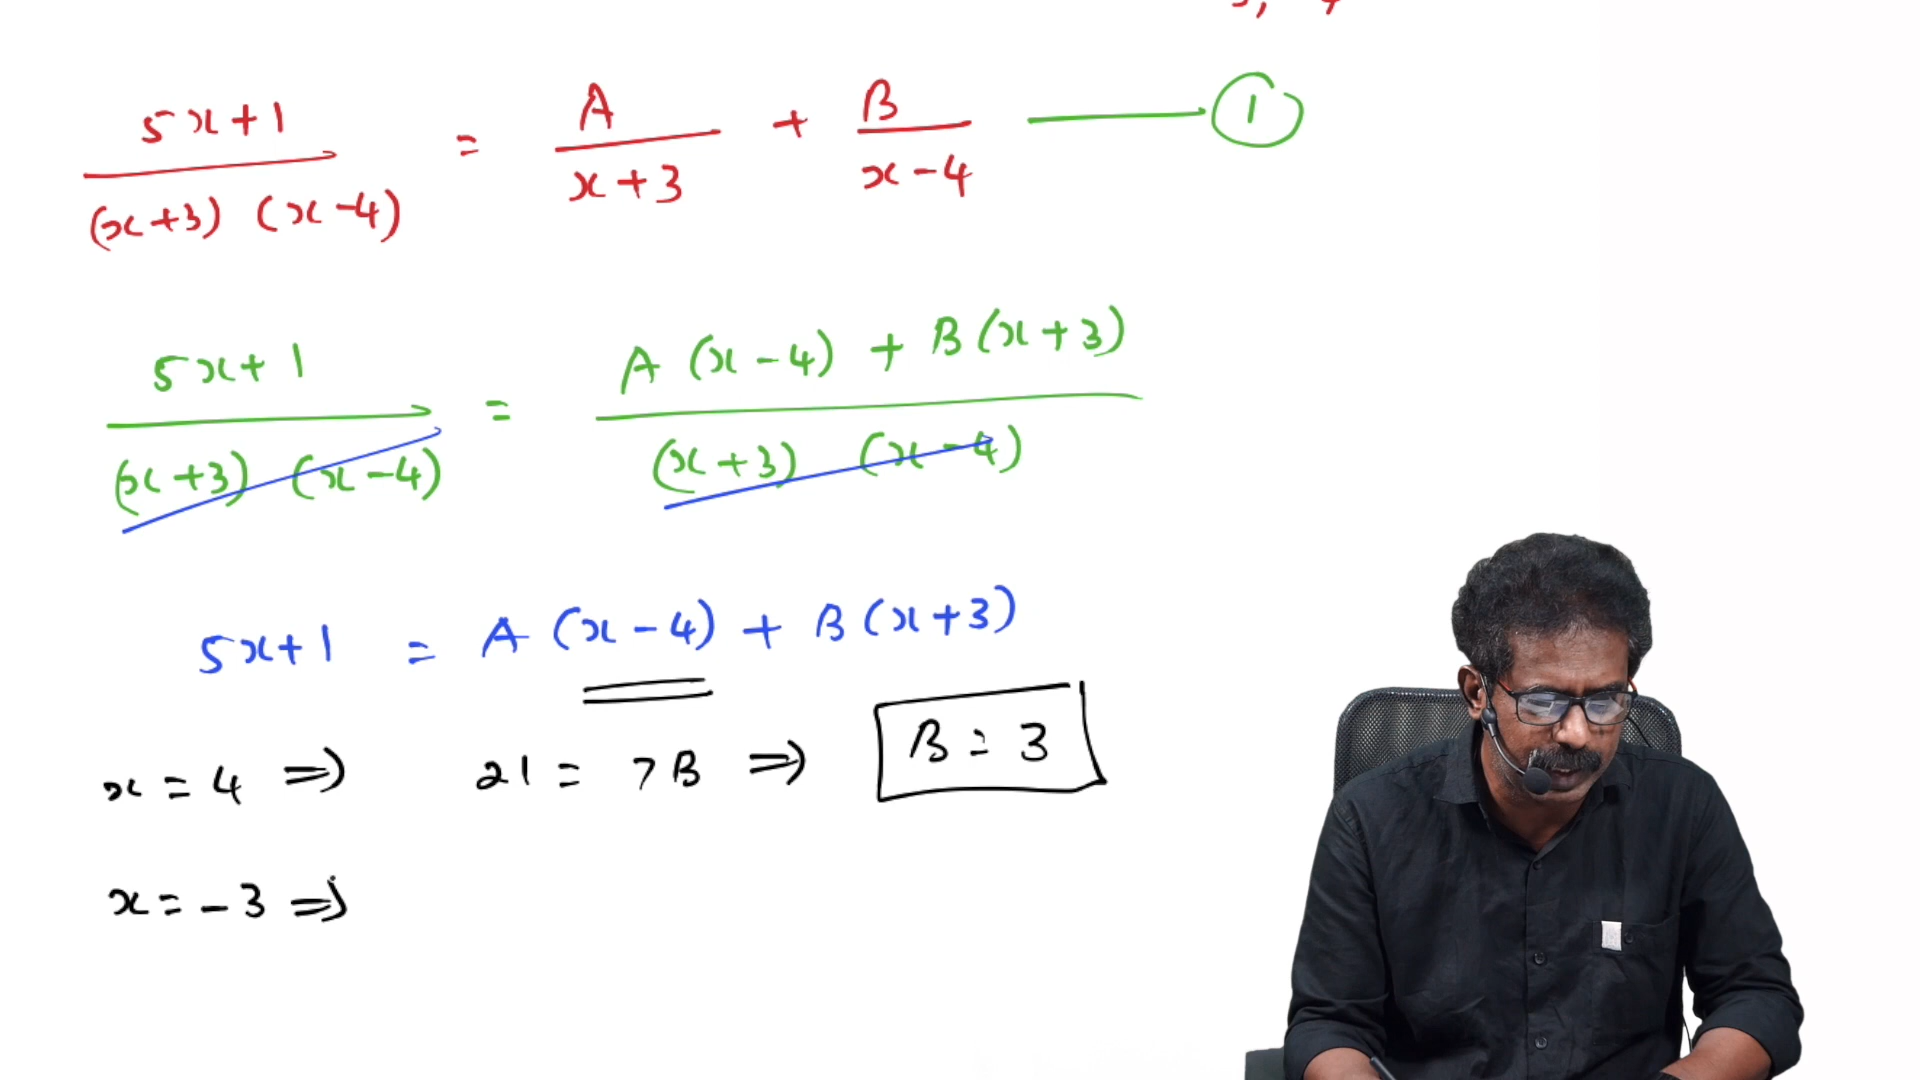 5x+1 / (x+3) (x-4) = A / x+3 + B / x-4 —— 1
5x+1 / (x+3) (x-4) = A (x-4) + B (x+3) / (x+3) (x-4)
5x+1 = A (x-4) + B (x+3)
x = 4 ⇒ 21 = 7B ⇒ B = 3
x = -3 ⇒